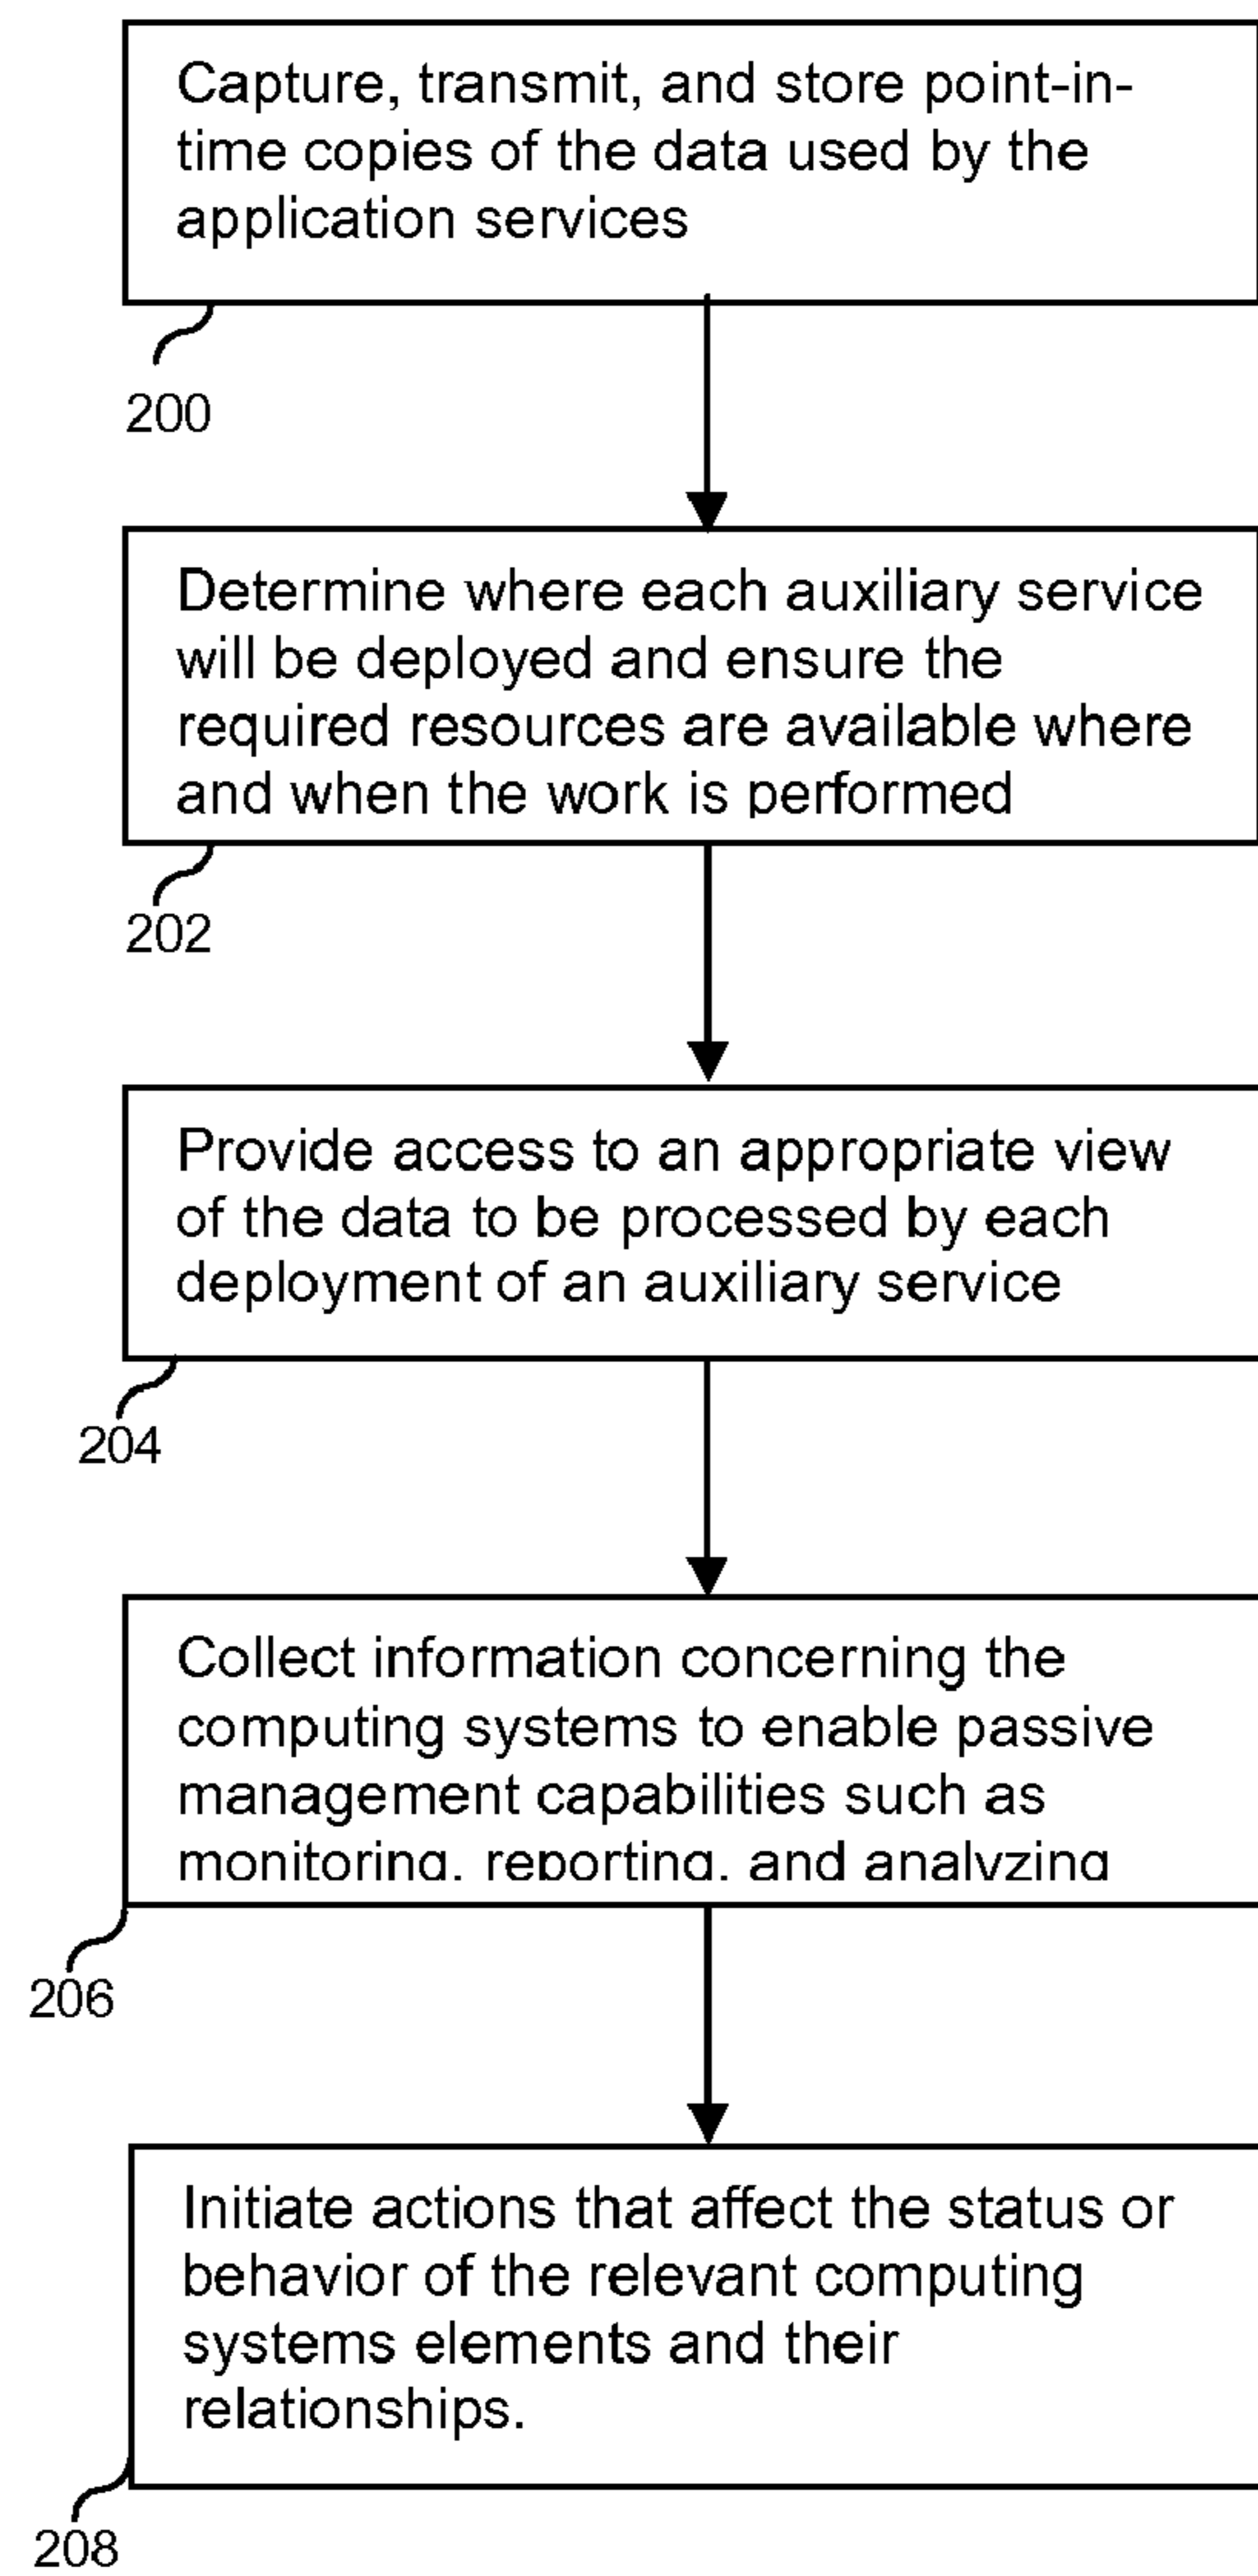 Capture, transmit, and store point-in-
time copies of the data used by the
application services
200
Determine where each auxiliary service
will be deployed and ensure the
required resources are available where
and when the work is performed
202
Provide access to an appropriate view
of the data to be processed by each
deployment of an auxiliary service
204
Collect information concerning the
computing systems to enable passive
management capabilities such as
monitoring, reporting, and analyzing
206
Initiate actions that affect the status or
behavior of the relevant computing
systems elements and their
relationships.
208